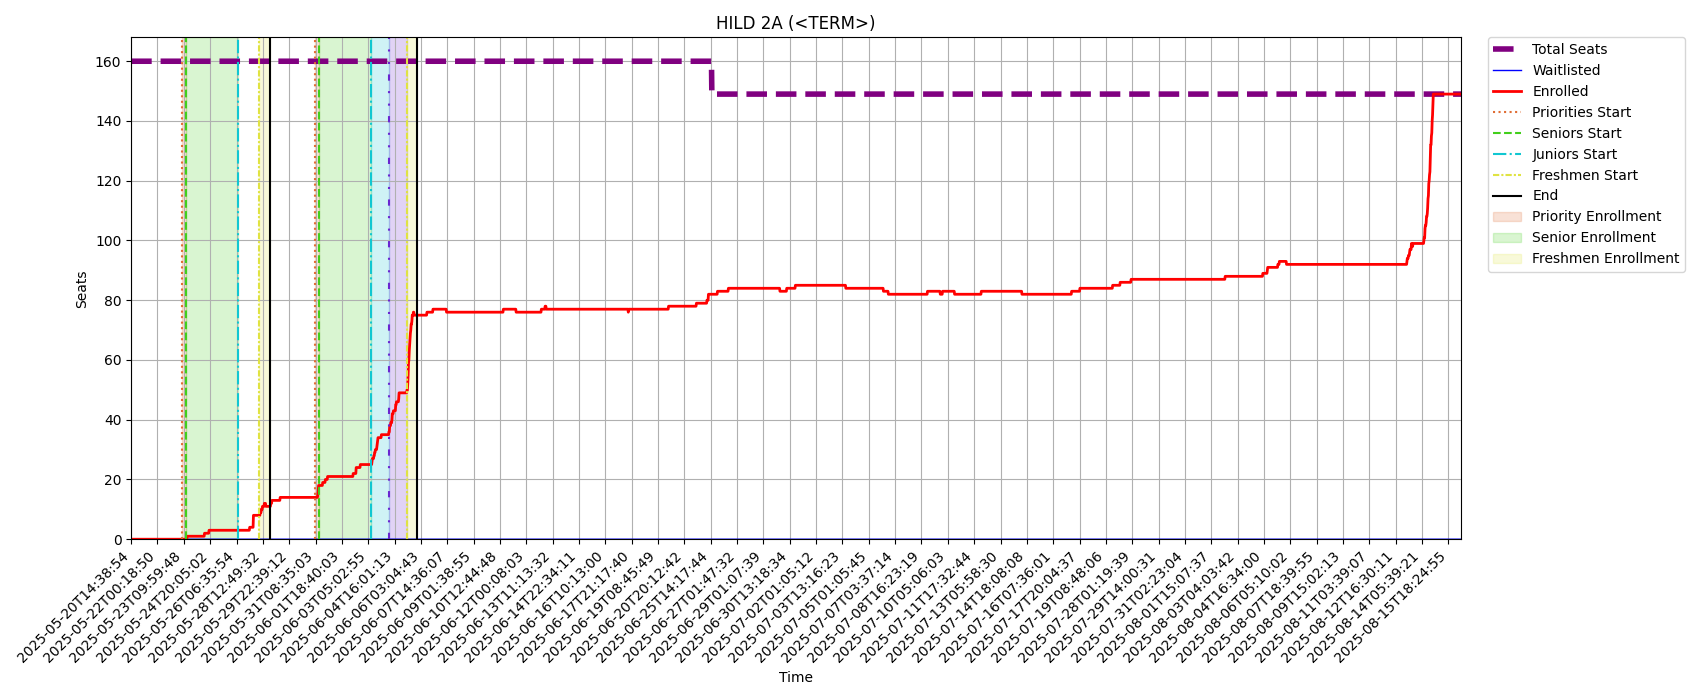 HILD 2A (<TERM>)
Seats
160
140
120
100
80
60
40
20
0
2025-05-20T14:38:54
2025-05-22T00:18:50
2025-05-23T09:59:48
2025-05-24T20:05:02
2025-05-26T06:35:54
2025-05-28T12:49:32
2025-05-29T22:39:12
2025-05-31T08:35:03
2025-06-01T18:40:03
2025-06-03T05:02:55
2025-06-04T16:01:13
2025-06-06T03:04:43
2025-06-07T14:36:07
2025-06-09T01:38:55
2025-06-10T12:44:48
2025-06-12T00:08:03
2025-06-13T11:13:32
2025-06-14T22:34:11
2025-06-16T10:13:00
2025-06-17T21:17:40
2025-06-19T08:45:49
2025-06-20T20:12:42
2025-06-25T14:17:44
2025-06-27T01:47:32
2025-06-29T01:07:39
2025-06-30T13:18:34
2025-07-02T01:05:12
2025-07-03T13:16:23
2025-07-05T01:05:45
2025-07-07T03:37:14
2025-07-08T16:23:19
2025-07-10T05:06:03
2025-07-11T17:32:44
2025-07-13T05:58:30
2025-07-14T18:08:08
2025-07-16T07:36:01
2025-07-17T20:04:37
2025-07-19T08:48:06
2025-07-28T01:19:39
2025-07-29T14:00:31
2025-07-31T02:23:04
2025-08-01T15:07:37
2025-08-03T04:03:42
2025-08-04T16:34:00
2025-08-06T05:10:02
2025-08-07T18:39:55
2025-08-09T15:02:13
2025-08-11T03:39:07
2025-08-12T16:30:11
2025-08-14T05:39:21
2025-08-15T18:24:55
Time
Total Seats
Waitlisted
Enrolled
Priorities Start
Seniors Start
Juniors Start
Freshmen Start
End
Priority Enrollment
Senior Enrollment
Freshmen Enrollment